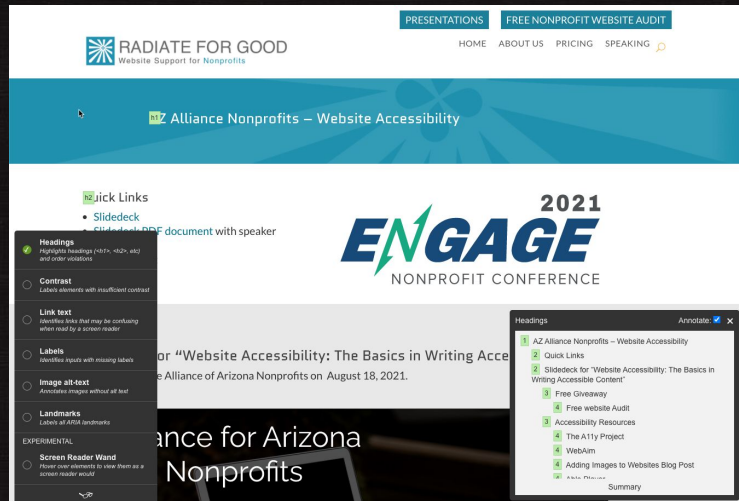 PRESENTATIONS
FREE NONPROFIT WEBSITE AUDIT
RADIATE FOR GOOD
Website Support for Nonprofits
HOME ABOUT US PRICING SPEAKING
h1 Z Alliance Nonprofits – Website Accessibility
h2 uick Links
Slidedeck
Slidedeck PDF document with speaker
2021
ENGAGE
NONPROFIT CONFERENCE
Headings
Highlights headings (<h1>, <h2>, etc)
and order violations
Contrast
Labels elements with insufficient contrast
Link text
Identifies links that may be confusing
when read by a screen reader
Labels
Identifies inputs with missing labels
Image alt-text
Annotates images without alt text
Landmarks
Labels all ARIA landmarks
EXPERIMENTAL
Screen Reader Wand
Hover over elements to view them as a
screen reader would
or “Website Accessibility: The Basics in Writing Acce
e Alliance of Arizona Nonprofits on August 18, 2021.
ance for Arizona
Nonprofits
Headings
Annotate:
1 AZ Alliance Nonprofits – Website Accessibility
2 Quick Links
2 Slidedeck for “Website Accessibility: The Basics in
Writing Accessible Content”
3 Free Giveaway
4 Free website Audit
3 Accessibility Resources
4 The A11y Project
4 WebAim
4 Adding Images to Websites Blog Post
4 Able Player
Summary